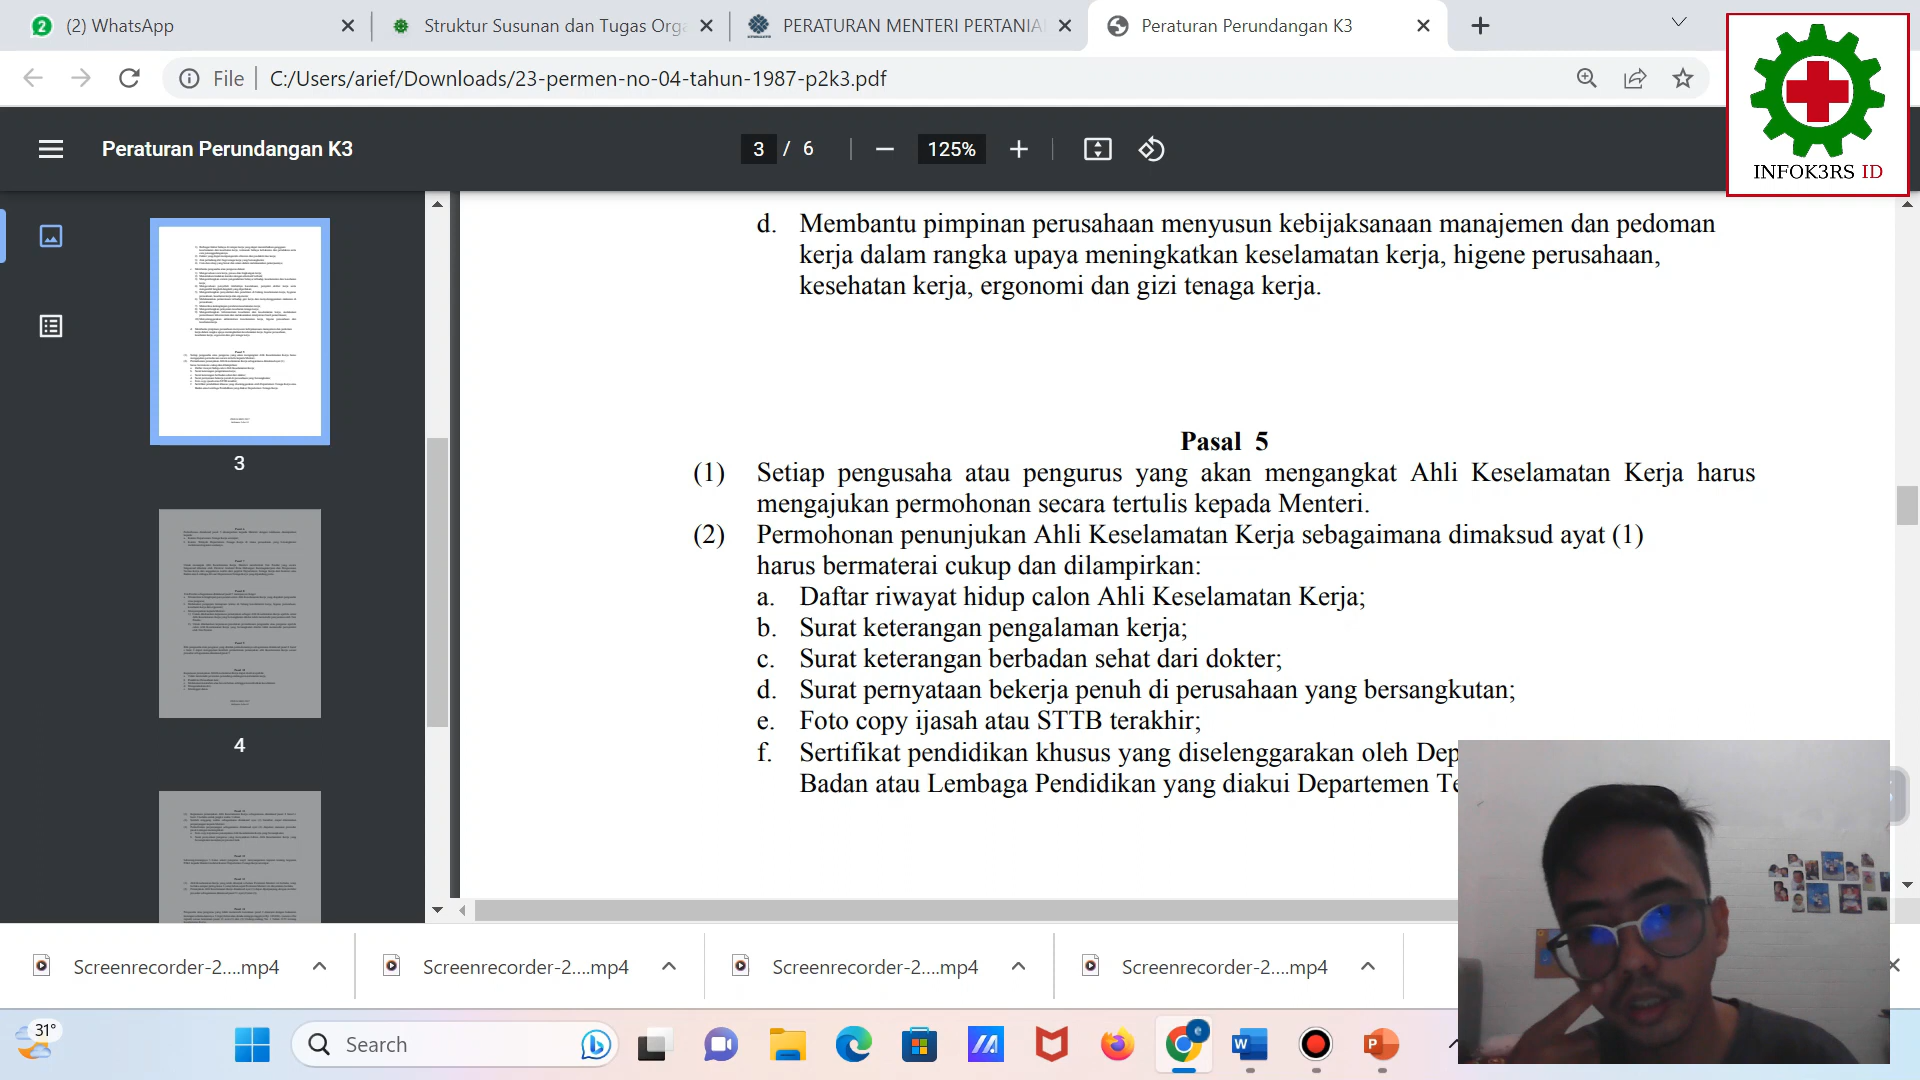 (2) WhatsApp
Struktur Susunan dan Tugas Orga
PERATURAN MENTERI PERTANIA
Peraturan Perundangan K3
File
C:/Users/arief/Downloads/23-permen-no-04-tahun-1987-p2k3.pdf
INFOK3RS ID
Peraturan Perundangan K3
3 / 6
125%
d. Membantu pimpinan perusahaan menyusun kebijaksanaan manajemen dan pedoman
kerja dalam rangka upaya meningkatkan keselamatan kerja, higene perusahaan,
kesehatan kerja, ergonomi dan gizi tenaga kerja.
Pasal 5
(1) Setiap pengusaha atau pengurus yang akan mengangkat Ahli Keselamatan Kerja harus
mengajukan permohonan secara tertulis kepada Menteri.
(2) Permohonan penunjukan Ahli Keselamatan Kerja sebagaimana dimaksud ayat (1)
harus bermaterai cukup dan dilampirkan:
a. Daftar riwayat hidup calon Ahli Keselamatan Kerja;
b. Surat keterangan pengalaman kerja;
c. Surat keterangan berbadan sehat dari dokter;
d. Surat pernyataan bekerja penuh di perusahaan yang bersangkutan;
e. Foto copy ijasah atau STTB terakhir;
f. Sertifikat pendidikan khusus yang diselenggarakan oleh Dep
Badan atau Lembaga Pendidikan yang diakui Departemen Te
3
4
Screenrecorder-2....mp4
Screenrecorder-2....mp4
Screenrecorder-2....mp4
Screenrecorder-2....mp4
31°
Search